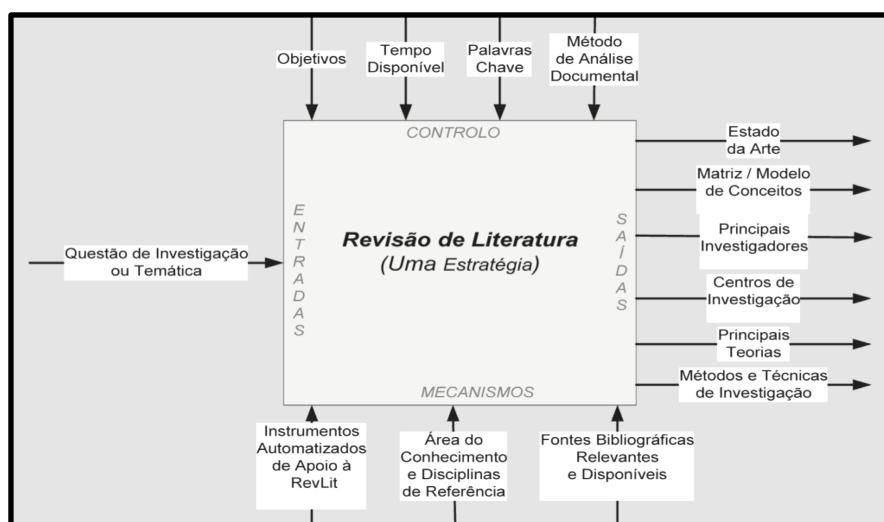 Objetivos
Tempo
Disponível
Palavras
Chave
Método
de Análise
Documental
CONTROLO
ENTRADAS
Questão de Investigação
ou Temática
Revisão de Literatura
(Uma Estratégia)
SAÍDAS
Estado
da Arte
Matriz / Modelo
de Conceitos
Principais
Investigadores
Centros de
Investigação
Principais
Teorias
Métodos e Técnicas
de Investigação
MECANISMOS
Instrumentos
Automatizados
de Apoio à
RevLit
Área do
Conhecimento
e Disciplinas
de Referência
Fontes Bibliográficas
Relevantes
e Disponíveis